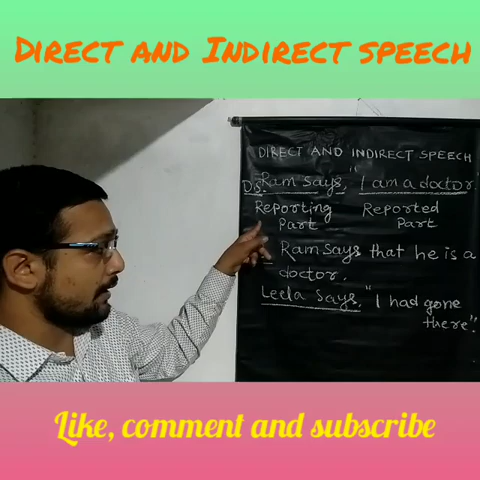 DIRECT AND INDIRECT SPEECH
DIRECT AND INDIRECT SPEECH
D.S. Ram says, "I am a doctor."
Reporting Part Reported Part
Ram says that he is a
doctor.
Leela says, "I had gone
there".
Like, comment and subscribe